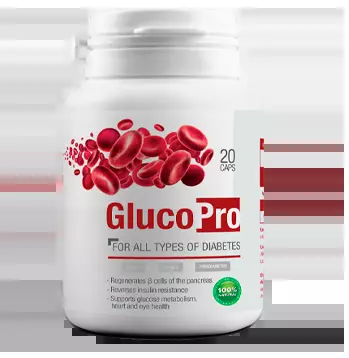 20
CAPS
GlucoPro
FOR ALL TYPES OF DIABETES
· Regenerates β cells of the pancreas
· Reverses insulin resistance
· Supports glucose metabolism,
heart and eye health
100%
NATURAL